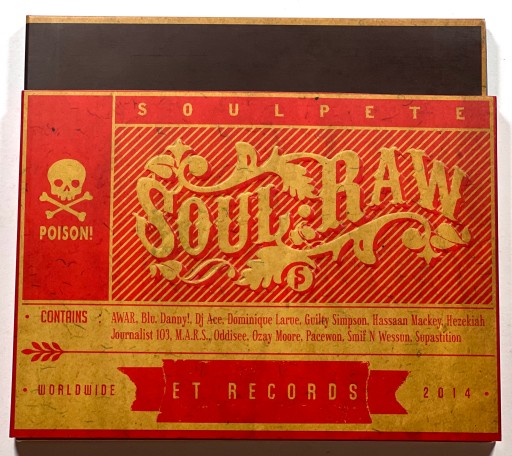 SOULPETE
SOUL:RAW
POISON!
S
• CONTAINS : AWAR, Blu, Danny!, Dj Ace, Dominique Larue, Guilty Simpson, Hassaan Mackey, Hezekiah
Journalist 103, M.A.R.S., Oddisee, Ozay Moore, Pacewon, Smif N Wessun, Supastition
• WORLDWIDE ET RECORDS 2014 •